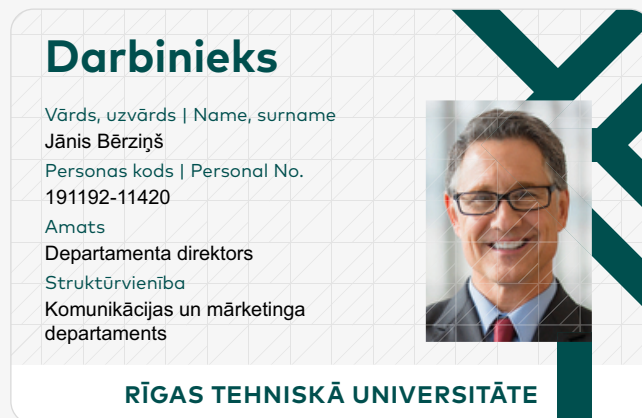 Darbinieks
Vārds, uzvārds | Name, surname
Jānis Bērziņš
Personas kods | Personal No.
191192-11420
Amats
Departamenta direktors
Struktūrvienība
Komunikācijas un mārketinga
departaments
RĪGAS TEHNISKĀ UNIVERSITĀTE